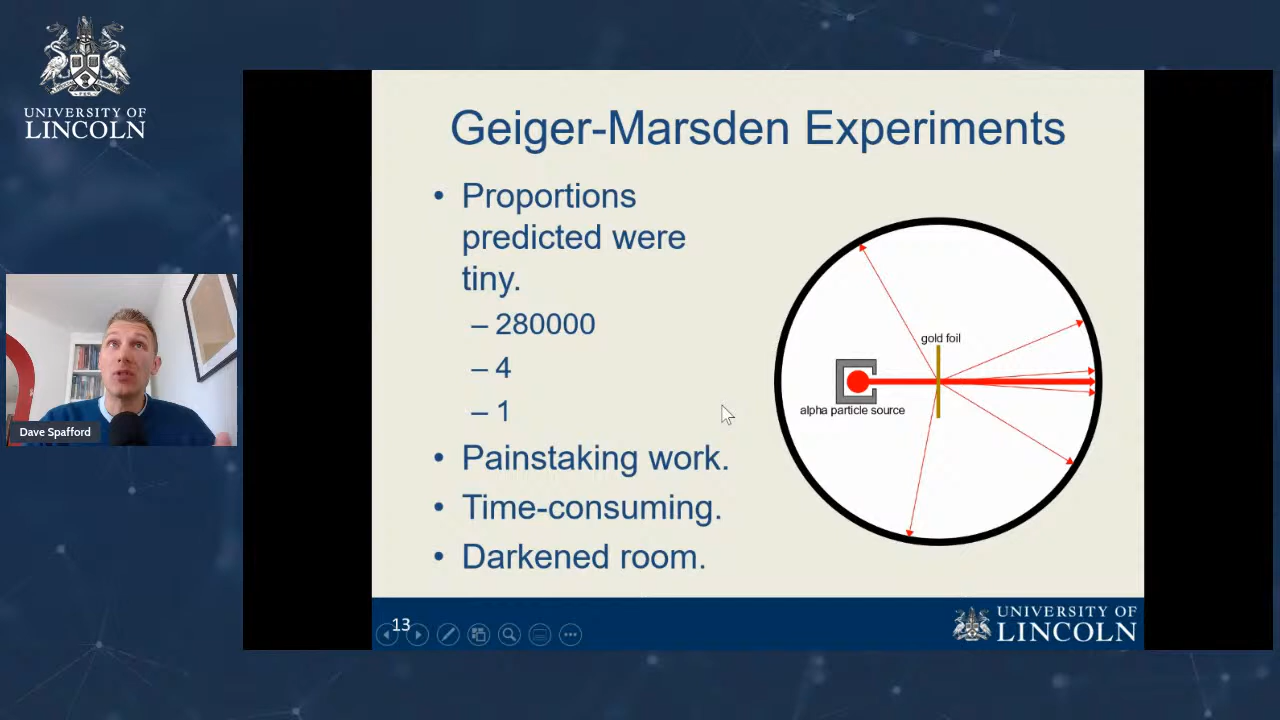 UNIVERSITY OF
LINCOLN
Geiger-Marsden Experiments
• Proportions
predicted were
tiny.
– 280000
– 4
– 1
• Painstaking work.
• Time-consuming.
• Darkened room.
gold foil
alpha particle source
Dave Spafford
13
UNIVERSITY OF
LINCOLN